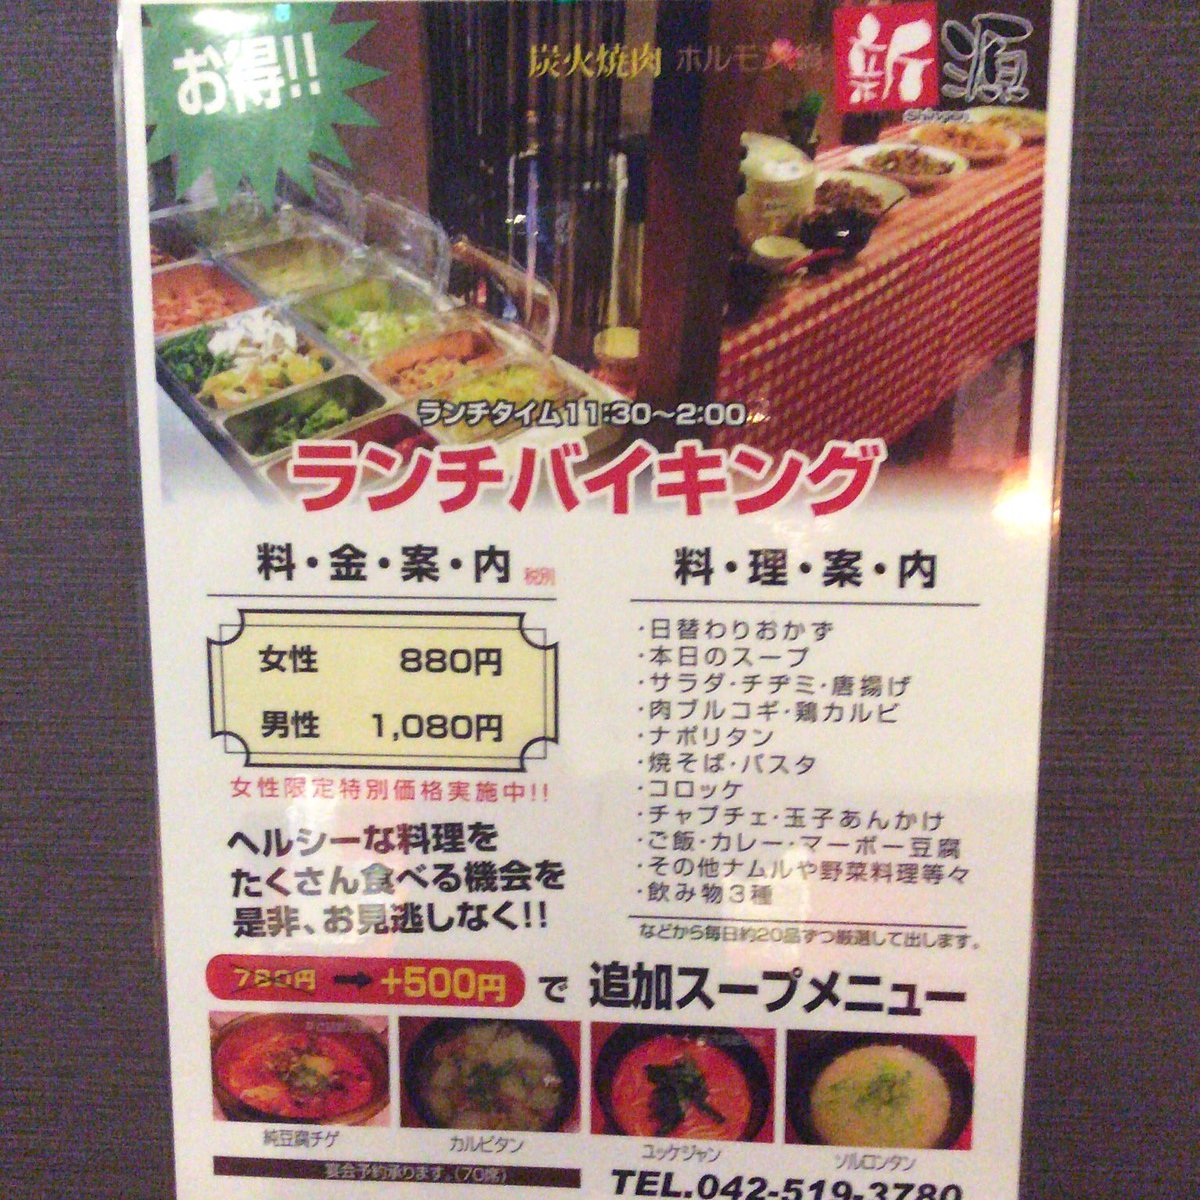 お得!!
炭火焼肉 ホルモン鍋
新源
Shingen
ランチタイム11:30~2:00
ランチバイキング
料・金・案・内 税別
女性 880円
男性 1,080円
女性限定特別価格実施中!!
ヘルシーな料理を
たくさん食べる機会を
是非、お見逃しなく!!
料・理・案・内
・日替わりおかず
・本日のスープ
・サラダ・チヂミ・唐揚げ
・肉プルコギ・鶏カルビ
・ナポリタン
・焼そば・パスタ
・コロッケ
・チャプチェ・玉子あんかけ
・ご飯・カレー・マーボー豆腐
・その他ナムルや野菜料理等々
・飲み物3種
などから毎日約20品ずつ厳選して出します。
780円→+500円で 追加スープメニュー
純豆腐チゲ
カルビタン
ユッケジャン
ソルロンタン
宴会予約承ります。(70席)
TEL.042-519-3780